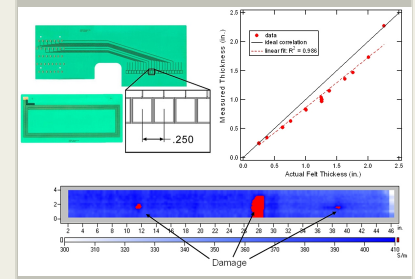 .250
Measured Thickness (in.)
2.5
2.0
1.5
1.0
0.5
0.0
data
ideal correlation
linear fit: R² = 0.986
0.0 0.5 1.0 1.5 2.0 2.5
Actual Felt Thickess (in.)
4
2
0
2 4 6 8 10 12 14 16 18 20 22 24 26 28 30 32 34 36 38 40 42 44 46 in.
0
300 310 320 330 340 350 360 370 380 390 400 410
S/m
Damage